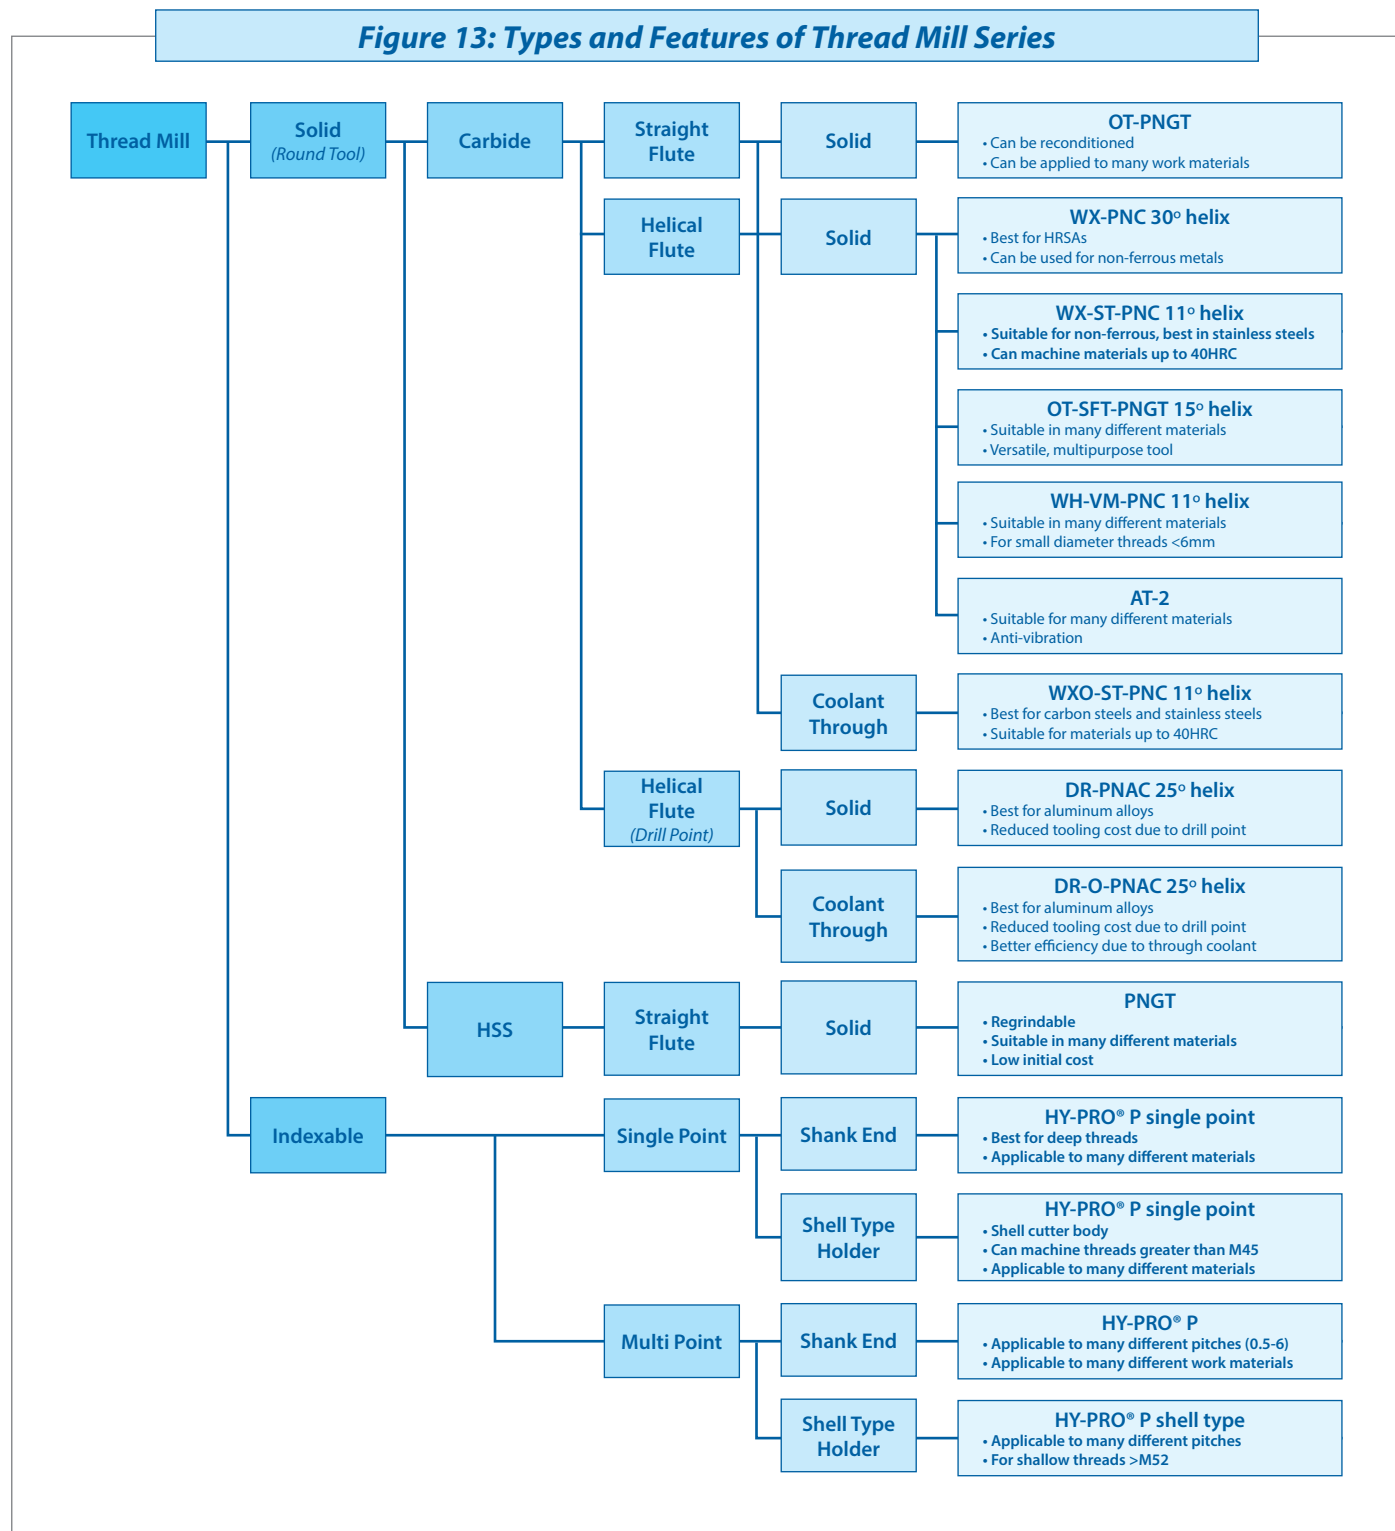 Figure 13: Types and Features of Thread Mill Series
Thread Mill
Solid
(Round Tool)
Carbide
Straight
Flute
Solid
OT-PNGT
• Can be reconditioned
• Can be applied to many work materials
Helical
Flute
Solid
WX-PNC 30º helix
• Best for HRSAs
• Can be used for non-ferrous metals
WX-ST-PNC 11º helix
• Suitable for non-ferrous, best in stainless steels
• Can machine materials up to 40HRC
OT-SFT-PNGT 15º helix
• Suitable in many different materials
• Versatile, multipurpose tool
WH-VM-PNC 11º helix
• Suitable in many different materials
• For small diameter threads <6mm
AT-2
• Suitable for many different materials
• Anti-vibration
Coolant
Through
WXO-ST-PNC 11º helix
• Best for carbon steels and stainless steels
• Suitable for materials up to 40HRC
Helical
Flute
(Drill Point)
Solid
DR-PNAC 25º helix
• Best for aluminum alloys
• Reduced tooling cost due to drill point
Coolant
Through
DR-O-PNAC 25º helix
• Best for aluminum alloys
• Reduced tooling cost due to drill point
• Better efficiency due to through coolant
HSS
Straight
Flute
Solid
PNGT
• Regrindable
• Suitable in many different materials
• Low initial cost
Indexable
Single Point
Shank End
HY-PRO® P single point
• Best for deep threads
• Applicable to many different materials
Shell Type
Holder
HY-PRO® P single point
• Shell cutter body
• Can machine threads greater than M45
• Applicable to many different materials
Multi Point
Shank End
HY-PRO® P
• Applicable to many different pitches (0.5-6)
• Applicable to many different work materials
Shell Type
Holder
HY-PRO® P shell type
• Applicable to many different pitches
• For shallow threads >M52